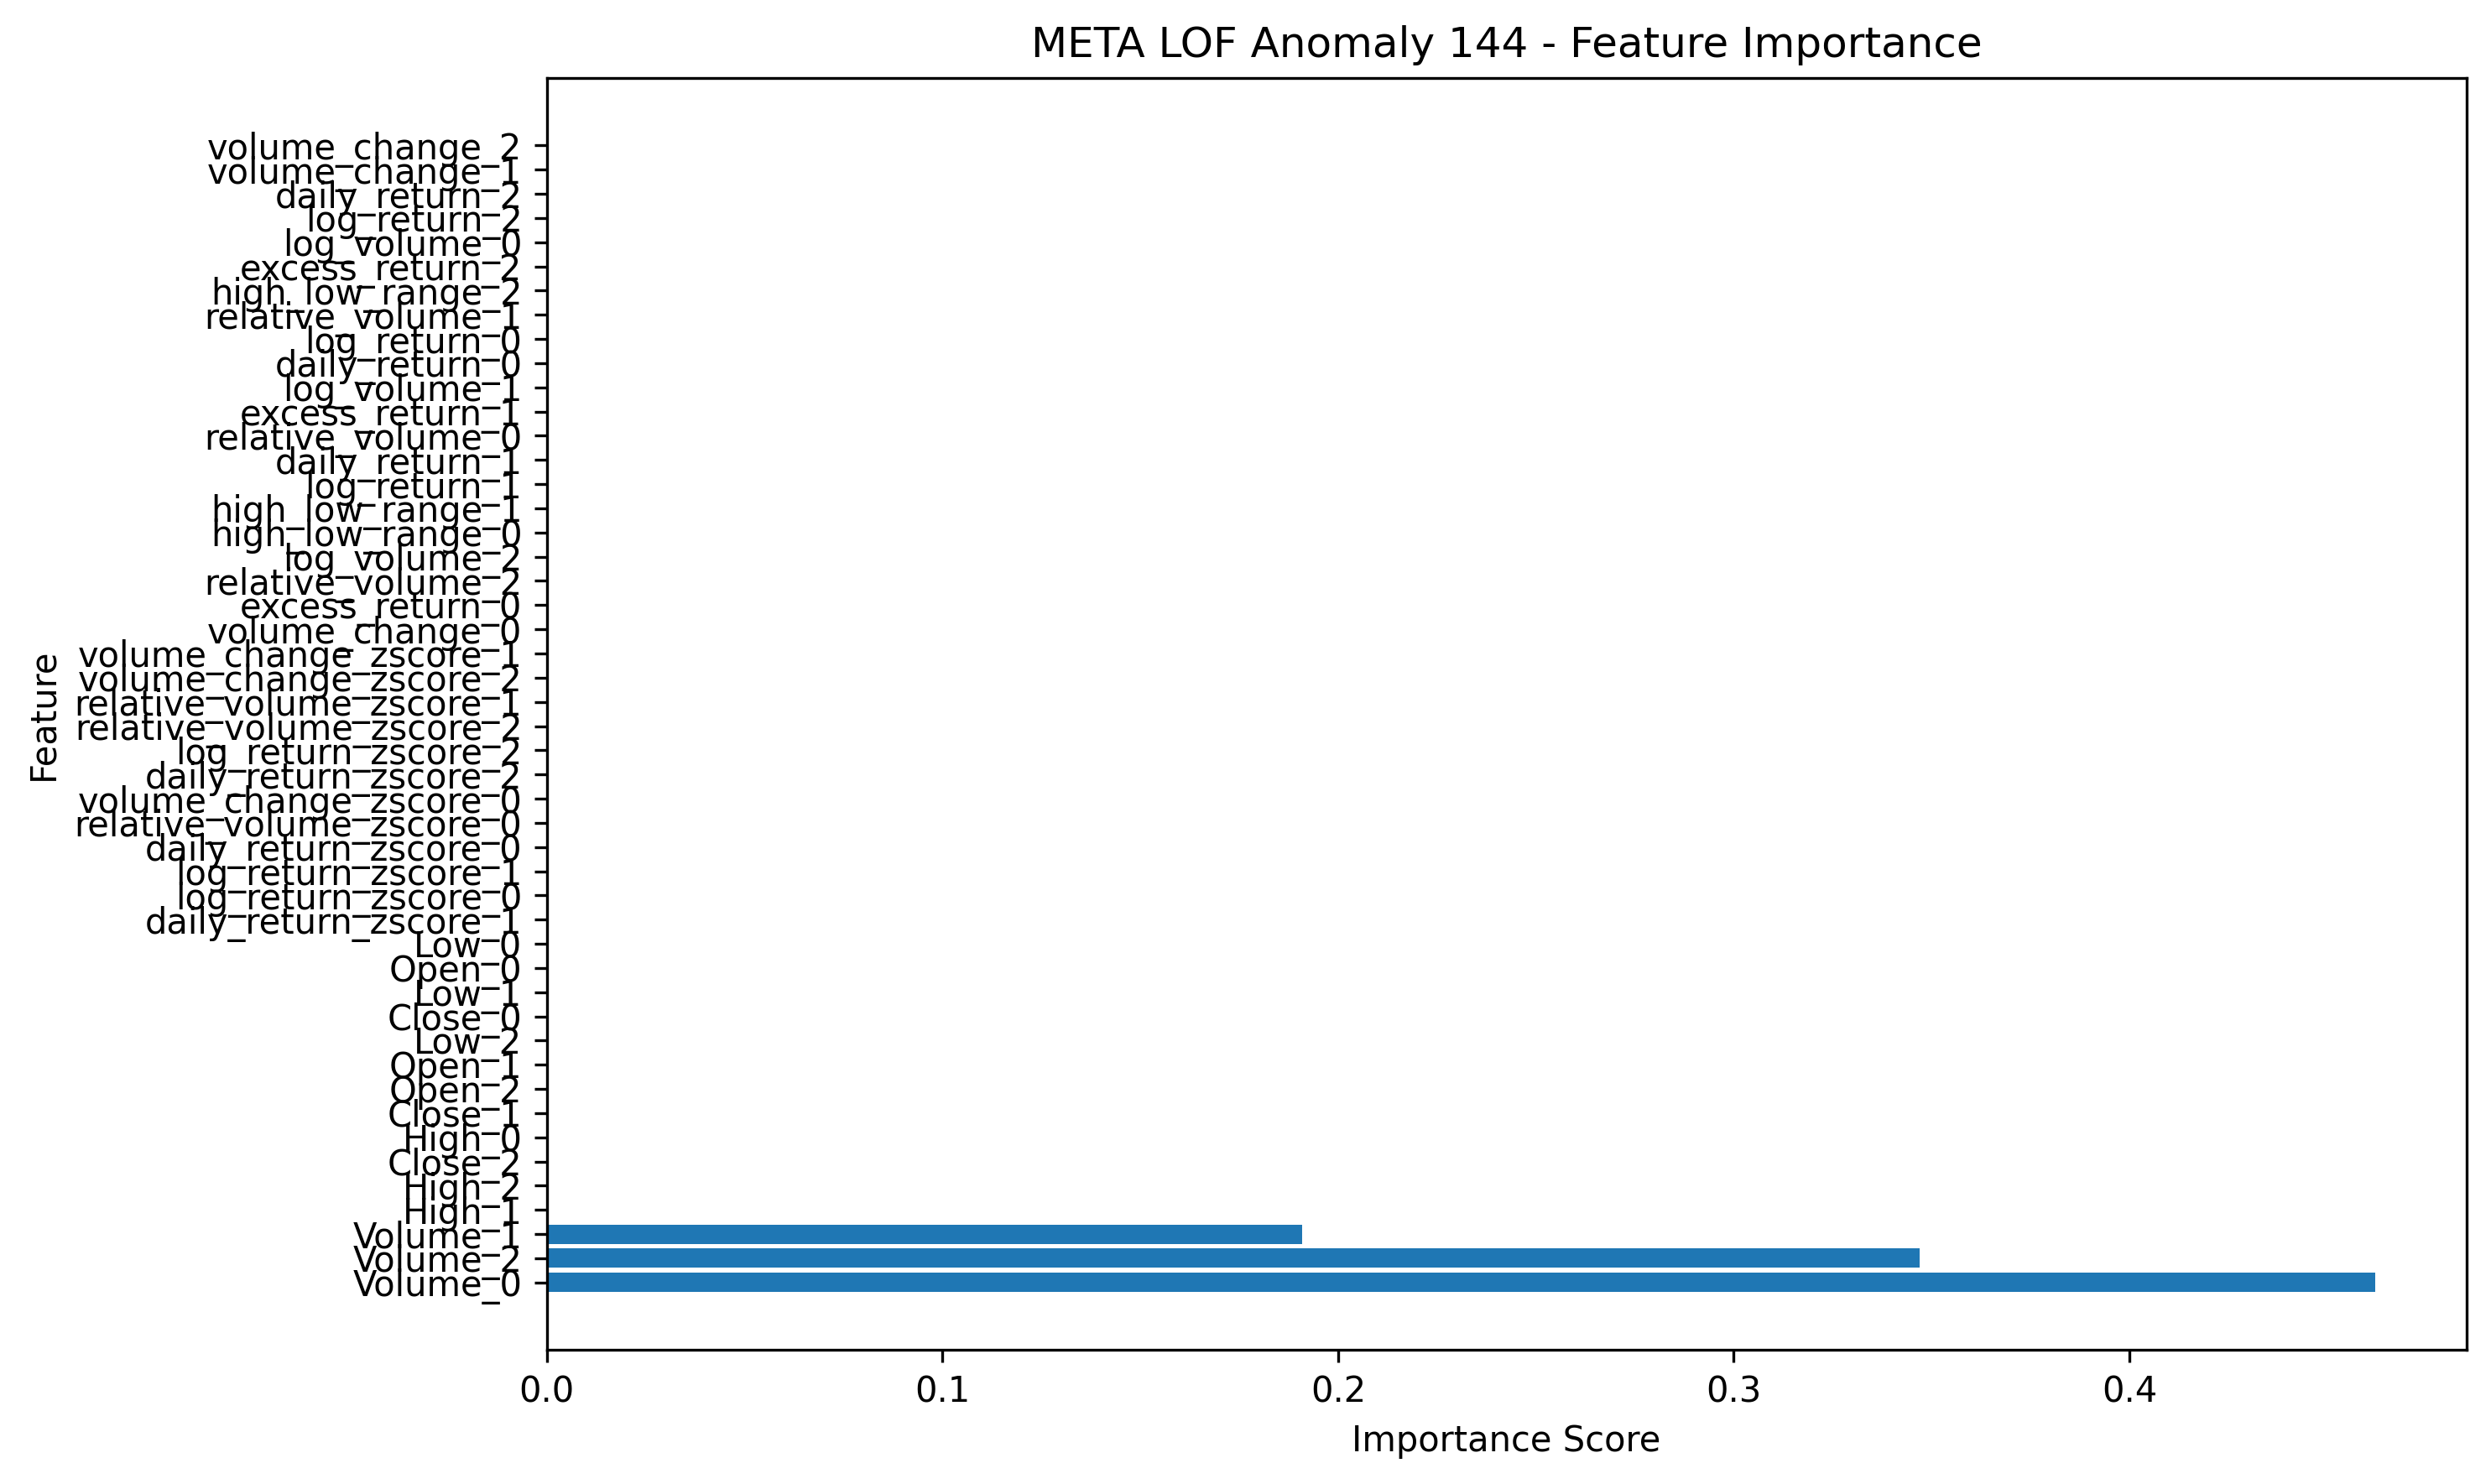 META LOF Anomaly 144 - Feature Importance
volume_change_2
volume_change_1
daily_return_2
log_return_2
log_volume_0
excess_return_2
high_low_range_2
relative_volume_1
log_return_0
daily_return_0
log_volume_1
excess_return_1
relative_volume_0
daily_return_1
log_return_1
high_low_range_1
high_low_range_0
log_volume_2
relative_volume_2
excess_return_0
volume_change_0
volume_change_zscore_1
volume_change_zscore_2
relative_volume_zscore_1
relative_volume_zscore_2
log_return_zscore_2
daily_return_zscore_2
volume_change_zscore_0
relative_volume_zscore_0
daily_return_zscore_0
log_return_zscore_1
log_return_zscore_0
daily_return_zscore_1
Low_0
Open_0
Low_1
Close_0
Low_2
Open_1
Open_2
Close_1
High_0
Close_2
High_2
High_1
Volume_1
Volume_2
Volume_0
Feature
0.0 0.1 0.2 0.3 0.4
Importance Score